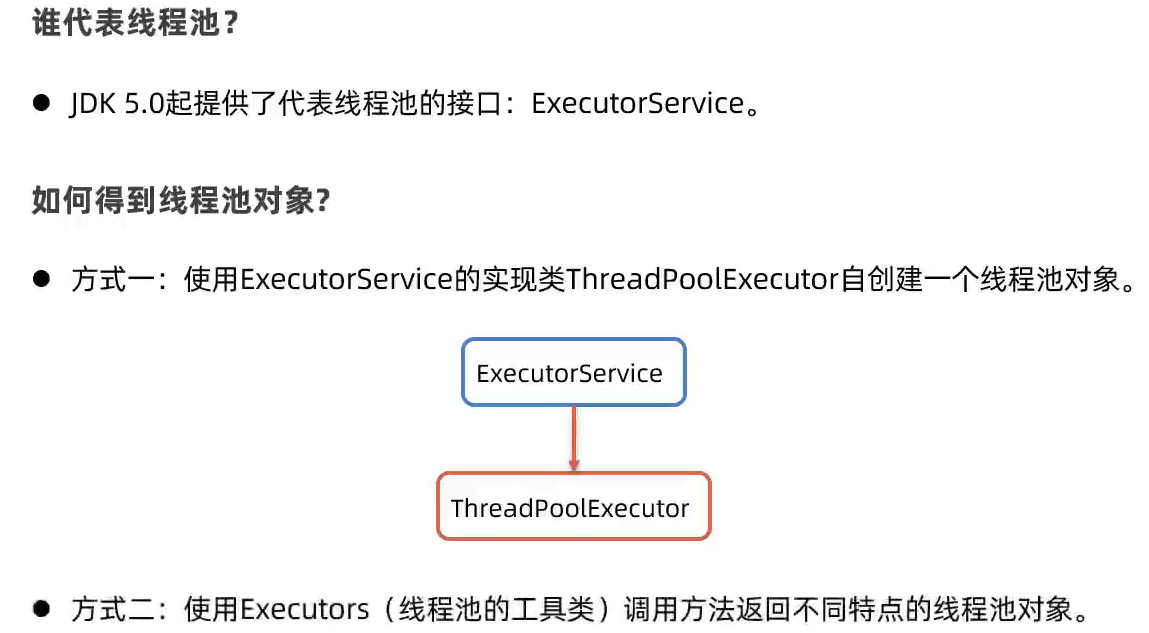 谁代表线程池？
● JDK 5.0起提供了代表线程池的接口：ExecutorService。
如何得到线程池对象?
● 方式一：使用ExecutorService的实现类ThreadPoolExecutor自创建一个线程池对象。
ExecutorService
ThreadPoolExecutor
● 方式二：使用Executors（线程池的工具类）调用方法返回不同特点的线程池对象。